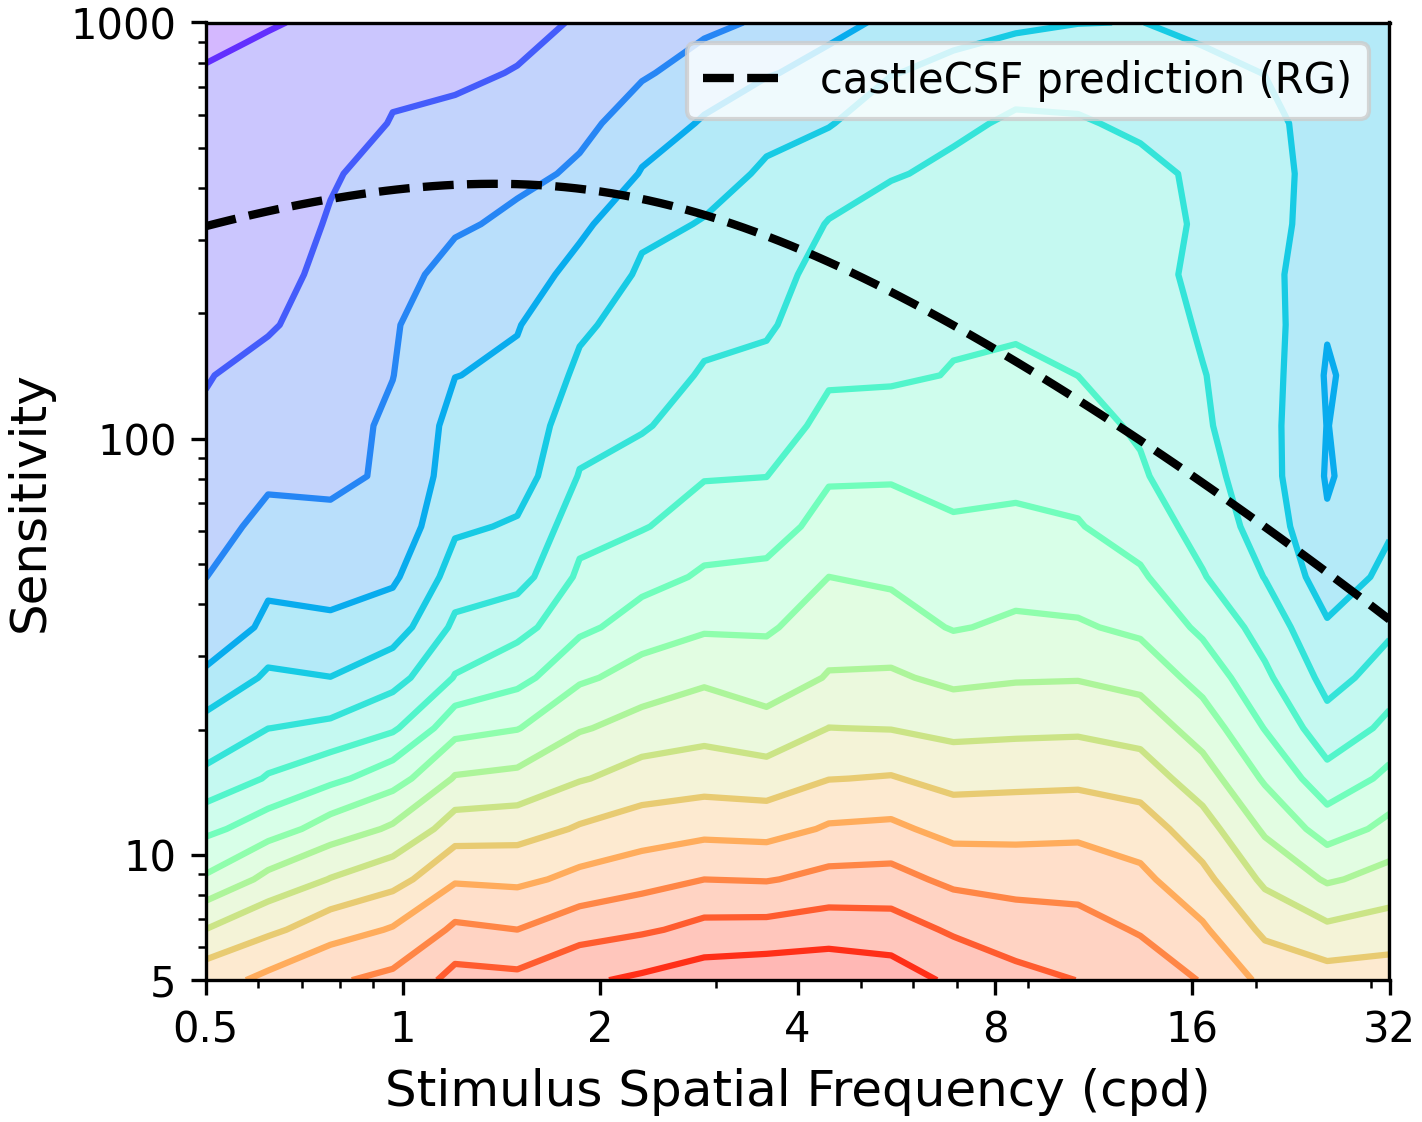 1000
castleCSF prediction (RG)
Sensitivity
100
10
5
0.5 1 2 4 8 16 32
Stimulus Spatial Frequency (cpd)